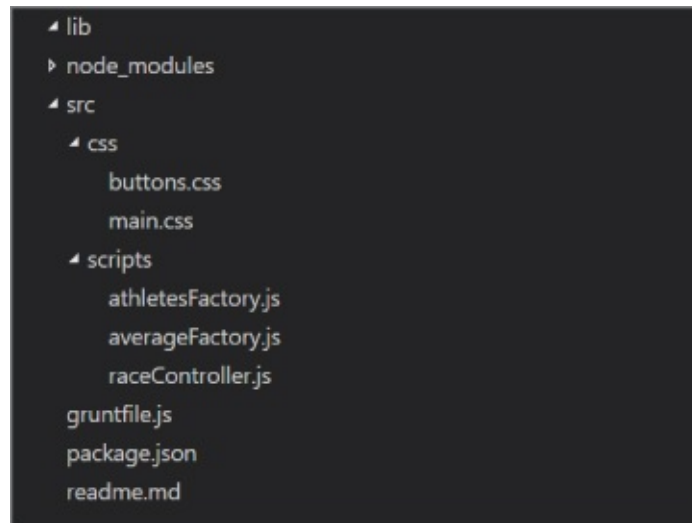 lib
node_modules
src
css
buttons.css
main.css
scripts
athletesFactory.js
averageFactory.js
raceController.js
gruntfile.js
package.json
readme.md